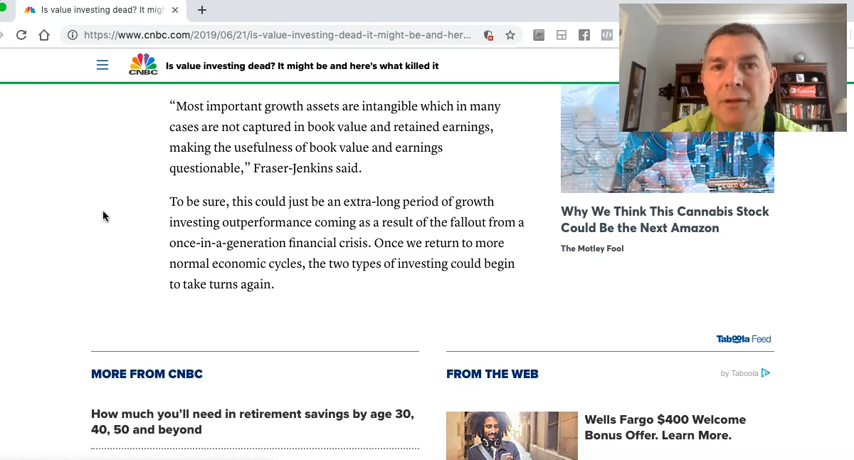 Is value investing dead? It migh
https://www.cnbc.com/2019/06/21/is-value-investing-dead-it-might-be-and-her...
CNBC
Is value investing dead? It might be and here's what killed it
“Most important growth assets are intangible which in many
cases are not captured in book value and retained earnings,
making the usefulness of book value and earnings
questionable,” Fraser-Jenkins said.
To be sure, this could just be an extra-long period of growth
investing outperformance coming as a result of the fallout from a
once-in-a-generation financial crisis. Once we return to more
normal economic cycles, the two types of investing could begin
to take turns again.
Why We Think This Cannabis Stock
Could Be the Next Amazon
The Motley Fool
Taboola Feed
MORE FROM CNBC
How much you’ll need in retirement savings by age 30,
40, 50 and beyond
FROM THE WEB
by Taboola
Wells Fargo $400 Welcome
Bonus Offer. Learn More.